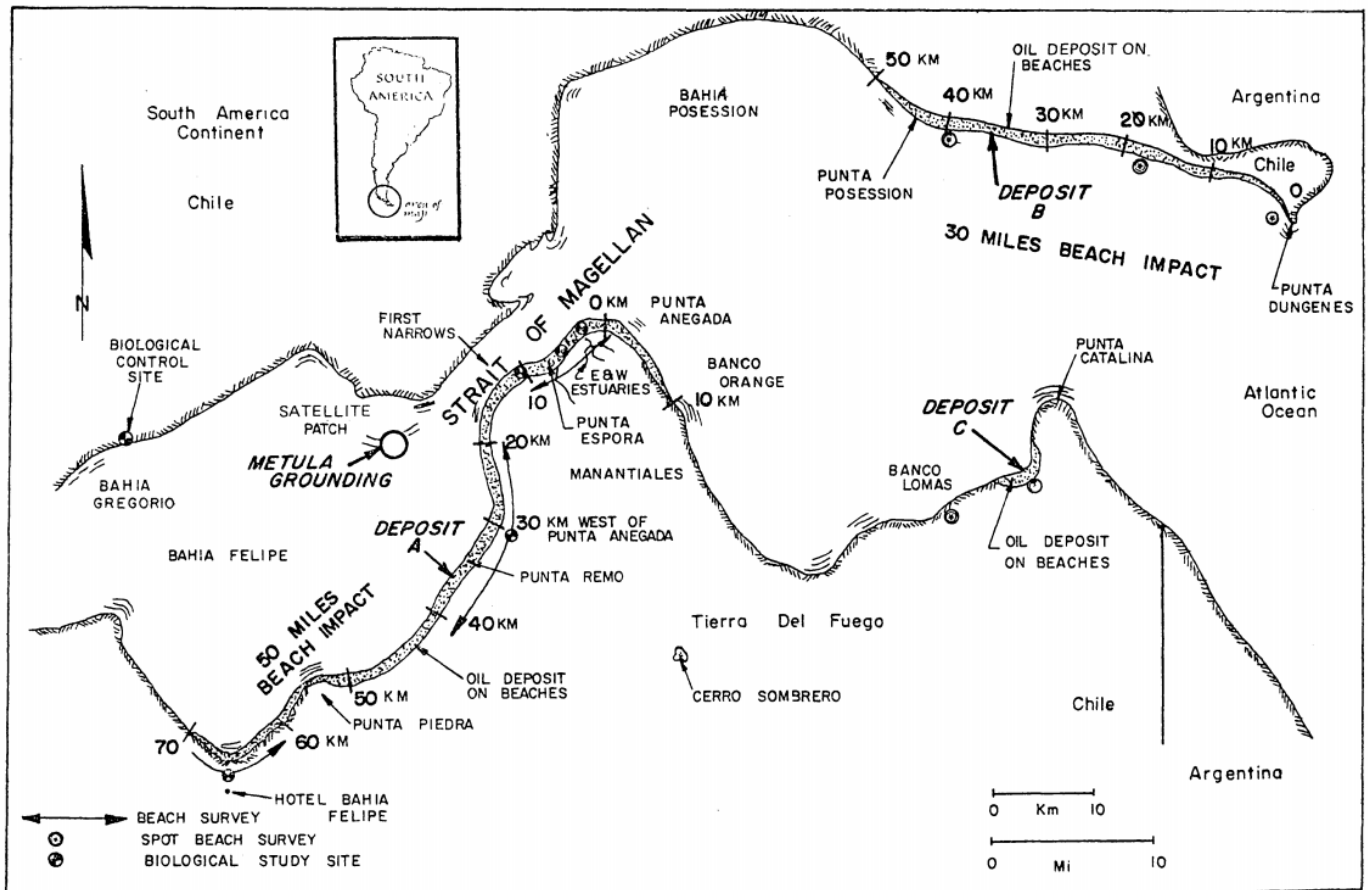 South America
Continent
Chile
SOUTH
AMERICA
area of
map
N
BAHIA
POSESSION
50 KM
OIL DEPOSIT ON
BEACHES
40 KM
30 KM
20 KM
10 KM
Argentina
Chile
0
PUNTA
POSESSION
DEPOSIT
B
30 MILES BEACH IMPACT
PUNTA
DUNGENES
STRAIT OF MAGELLAN
FIRST
NARROWS
0 KM
PUNTA
ANEGADA
E&W
ESTUARIES
10
PUNTA
ESPORA
BANCO
ORANGE
10 KM
BIOLOGICAL
CONTROL
SITE
SATELLITE
PATCH
METULA
GROUNDING
BAHIA
GREGORIO
20 KM
MANANTIALES
PUNTA
CATALINA
Atlantic
Ocean
DEPOSIT
C
BANCO
LOMAS
OIL DEPOSIT
ON BEACHES
DEPOSIT
A
30 KM WEST OF
PUNTA ANEGADA
BAHIA FELIPE
PUNTA REMO
40 KM
Tierra Del Fuego
50 MILES
BEACH IMPACT
OIL DEPOSIT
ON BEACHES
50 KM
PUNTA PIEDRA
CERRO SOMBRERO
Chile
Argentina
70
60 KM
HOTEL BAHIA
FELIPE
BEACH SURVEY
SPOT BEACH SURVEY
BIOLOGICAL STUDY SITE
0 Km 10
0 Mi 10